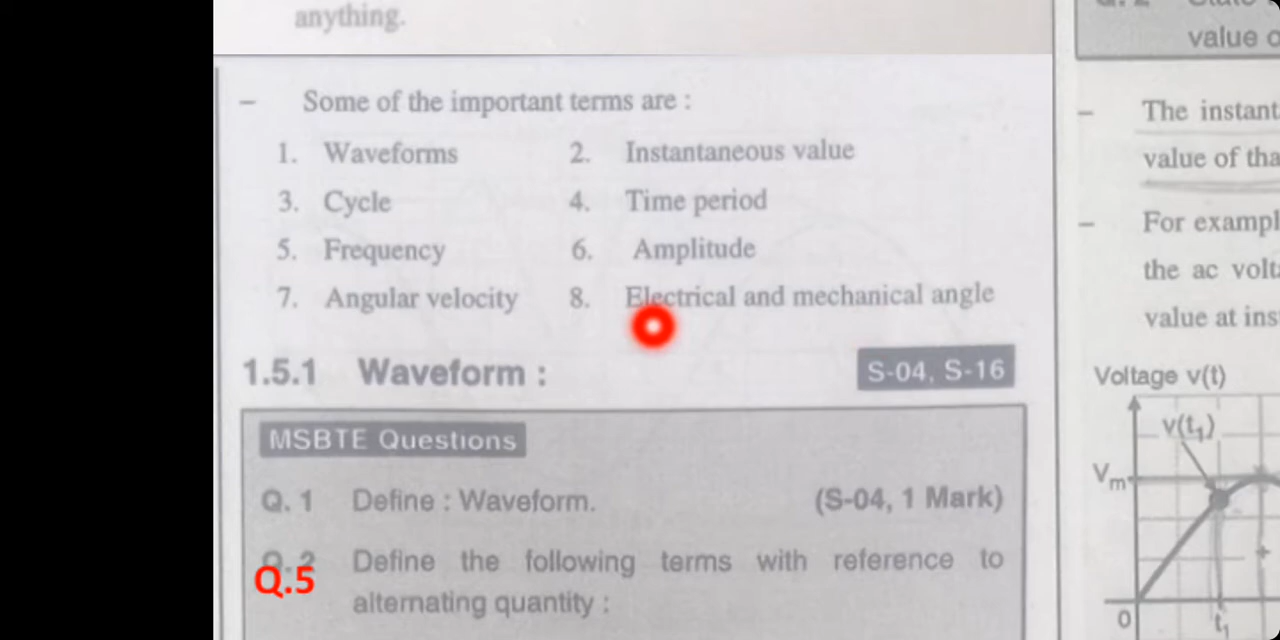 anything.
– Some of the important terms are :
1. Waveforms 2. Instantaneous value
3. Cycle 4. Time period
5. Frequency 6. Amplitude
7. Angular velocity 8. Electrical and mechanical angle
1.5.1 Waveform : S-04, S-16
MSBTE Questions
Q. 1 Define : Waveform. (S-04, 1 Mark)
Q. 2 Define the following terms with reference to
Q.5
alternating quantity :
value o
– The instant
value of tha
– For exampl
the ac volt
value at ins
Voltage v(t)
v(t₁)
Vm
+
0 t₁